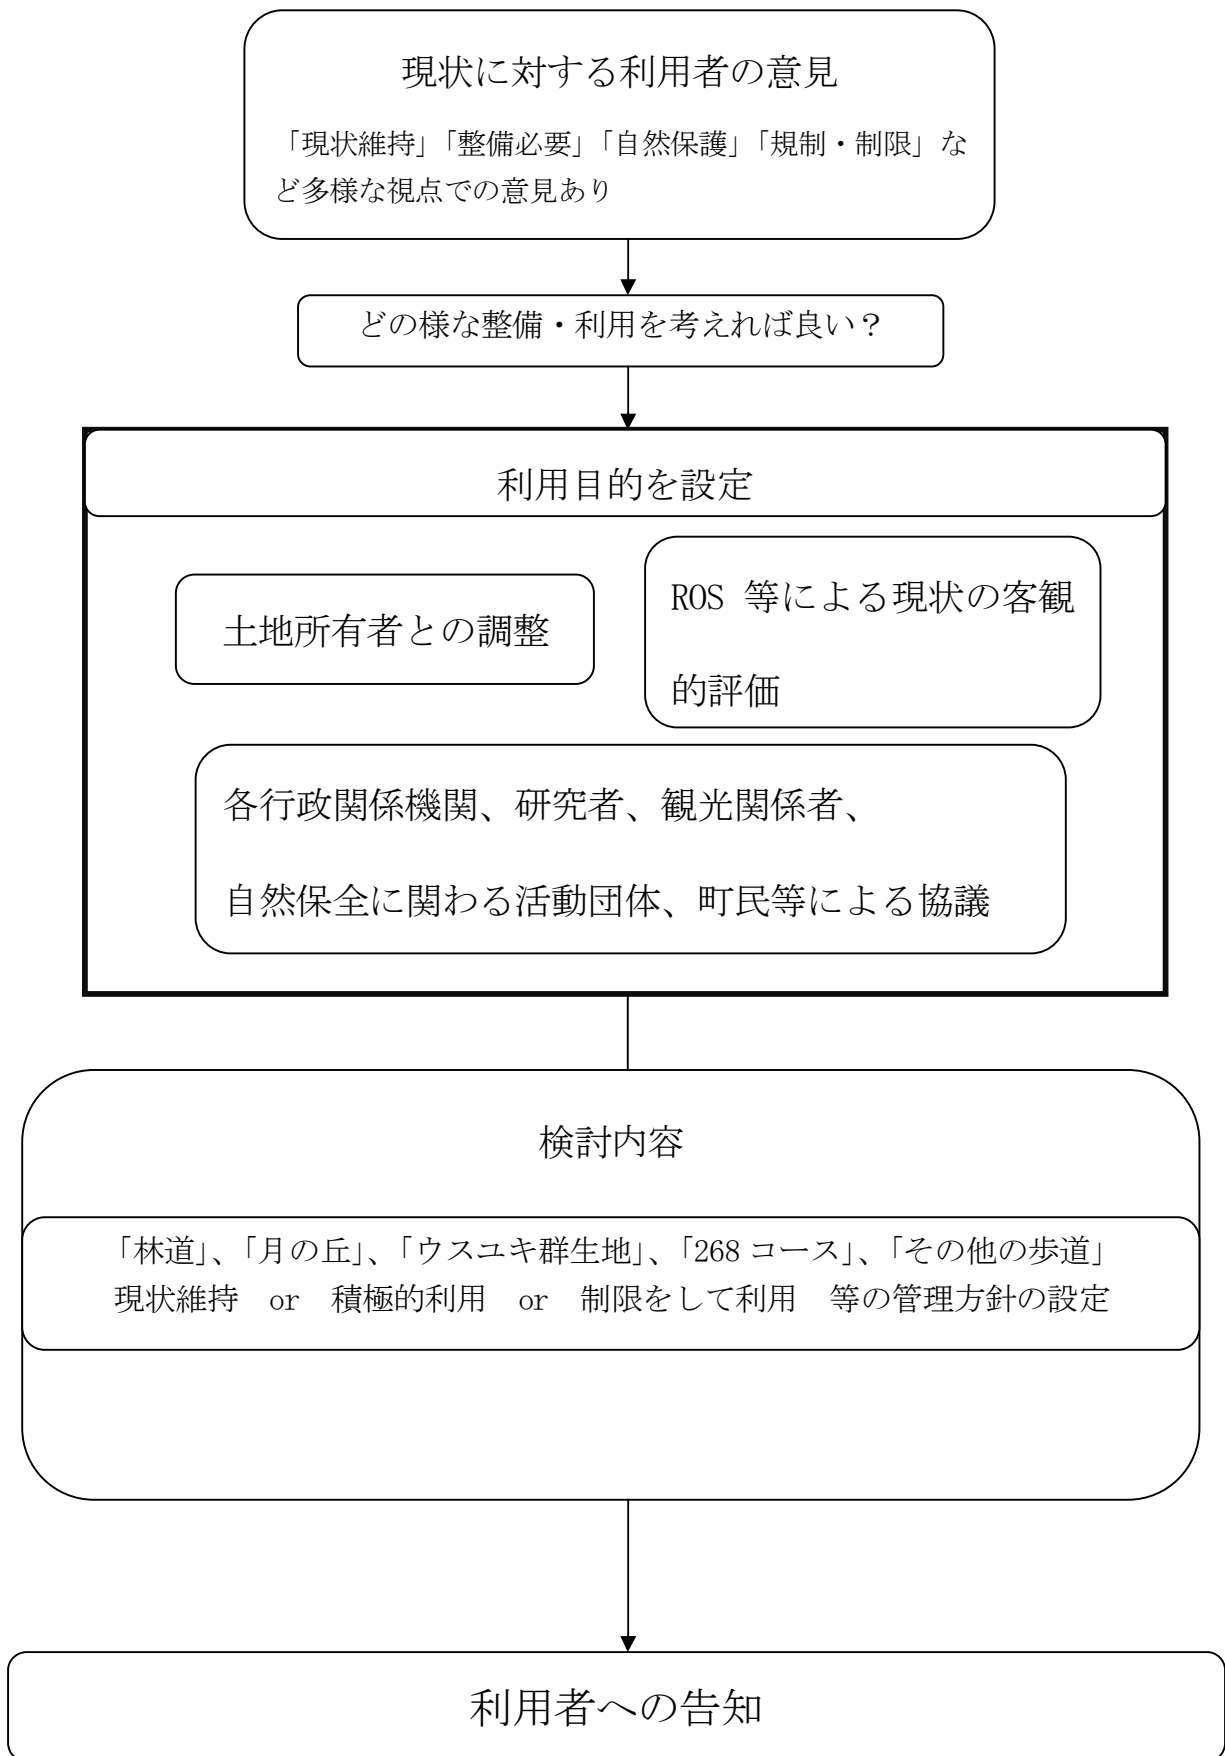 現状に対する利用者の意見
「現状維持」「整備必要」「自然保護」「規制・制限」な
ど多様な視点での意見あり
どの様な整備・利用を考えれば良い？
利用目的を設定
土地所有者との調整
ROS 等による現状の客観
的評価
各行政関係機関、研究者、観光関係者、
自然保全に関わる活動団体、町民等による協議
検討内容
「林道」、「月の丘」、「ウスユキ群生地」、「268 コース」、「その他の歩道」
現状維持　or　積極的利用　or　制限をして利用　等の管理方針の設定
利用者への告知